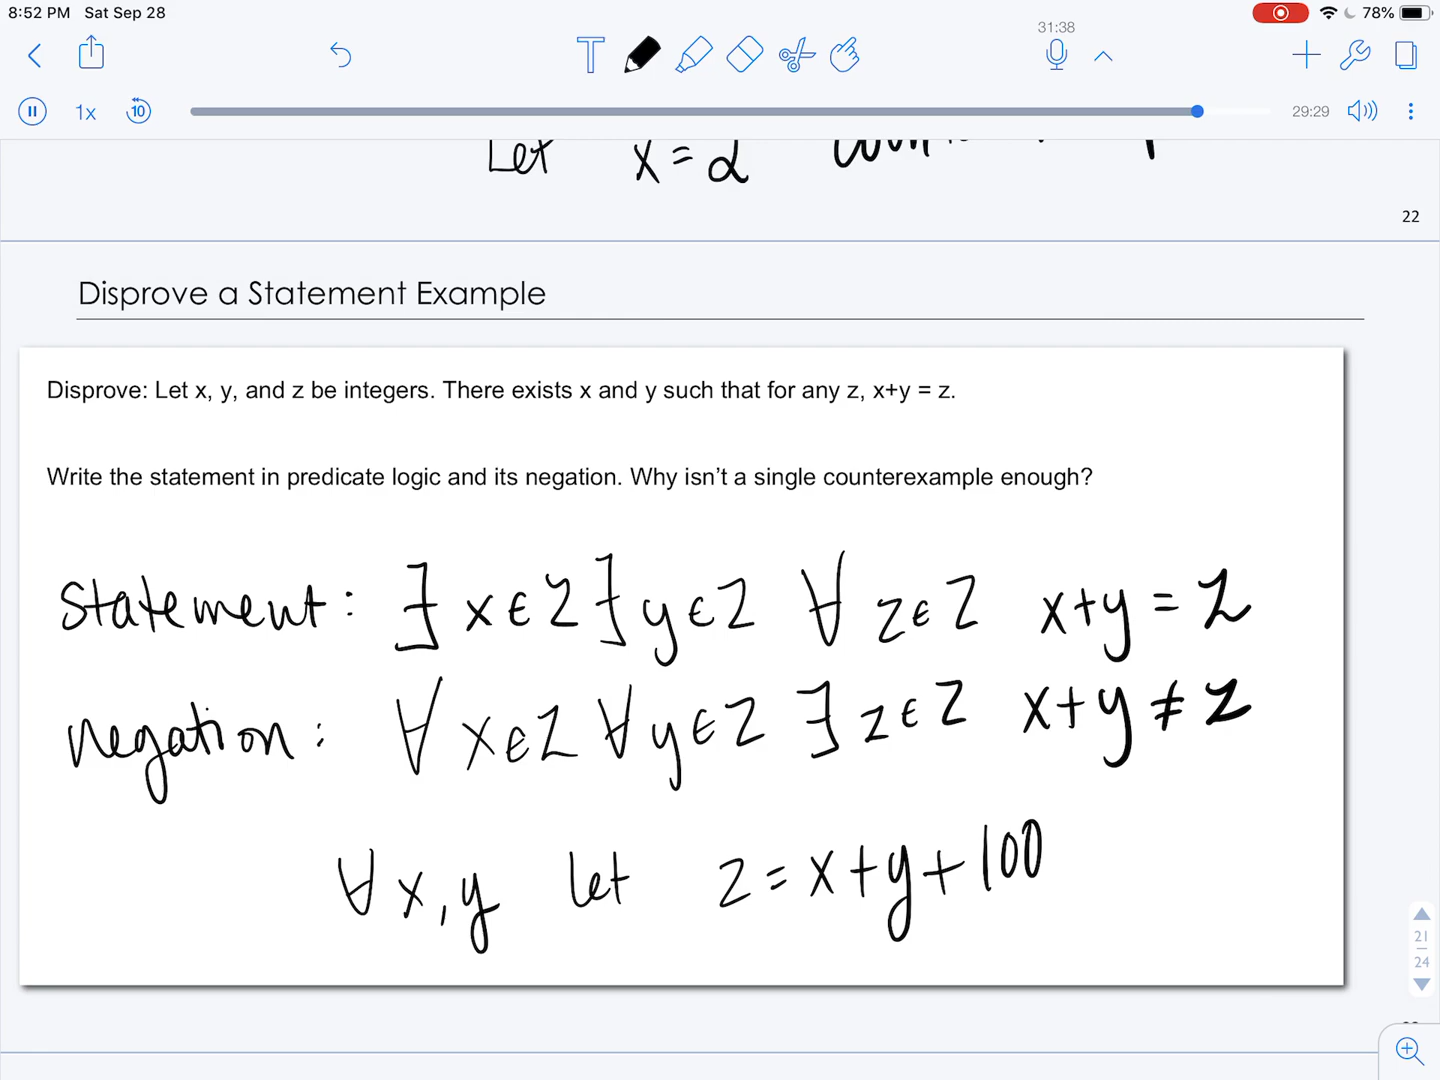 8:52 PM Sat Sep 28
78%
31:38
T
1x
10
29:29
Let x = 2
22
Disprove a Statement Example
Disprove: Let x, y, and z be integers. There exists x and y such that for any z, x+y = z.
Write the statement in predicate logic and its negation. Why isn't a single counterexample enough?
Statement: ∃ x ∈ Z ∃ y ∈ Z ∀ z ∈ Z x+y = z
negation: ∀ x ∈ Z ∀ y ∈ Z ∃ z ∈ Z x+y ≠ z
∀ x, y let z = x+y+100
21
24